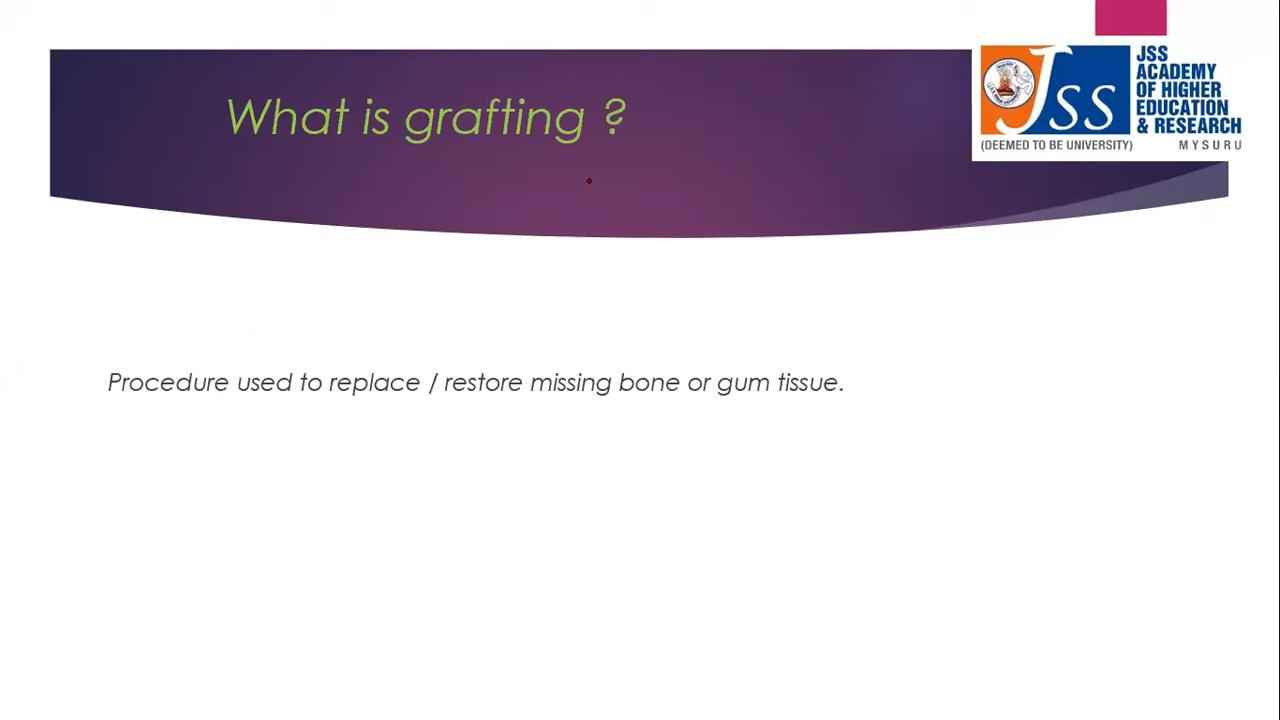 What is grafting ?
JSS
JSS
ACADEMY
OF HIGHER
EDUCATION
& RESEARCH
(DEEMED TO BE UNIVERSITY) MYSURU
Procedure used to replace / restore missing bone or gum tissue.